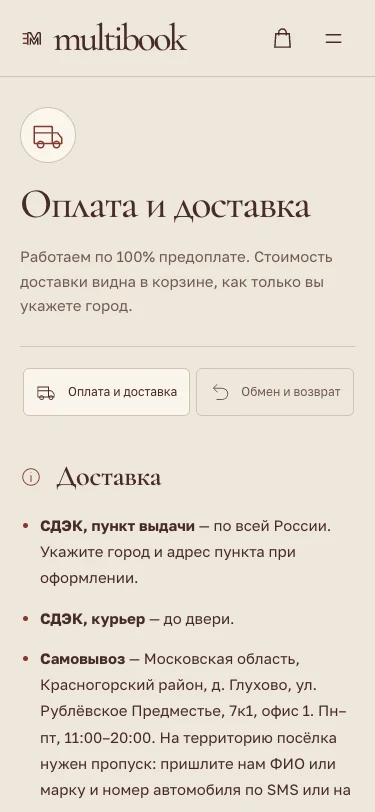 multibook
Оплата и доставка
Работаем по 100% предоплате. Стоимость
доставки видна в корзине, как только вы
укажете город.
Оплата и доставка
Обмен и возврат
Доставка
СДЭК, пункт выдачи — по всей России.
Укажите город и адрес пункта при
оформлении.
СДЭК, курьер — до двери.
Самовывоз — Московская область,
Красногорский район, д. Глухово, ул.
Рублёвское Предместье, 7к1, офис 1. Пн–
пт, 11:00–20:00. На территорию посёлка
нужен пропуск: пришлите нам ФИО или
марку и номер автомобиля по SMS или на